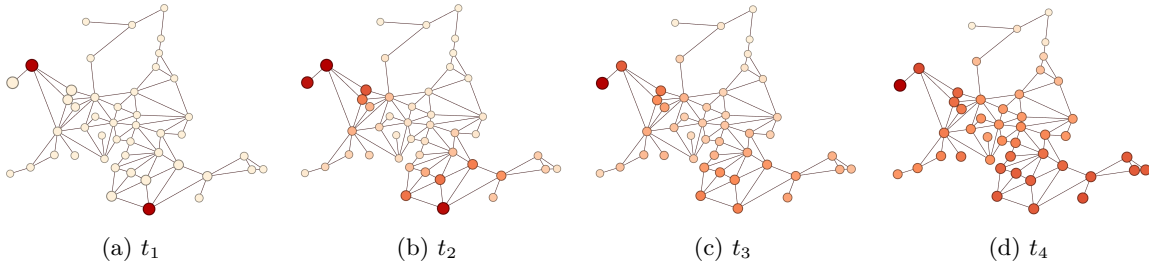 (a) t₁ (b) t₂ (c) t₃ (d) t₄